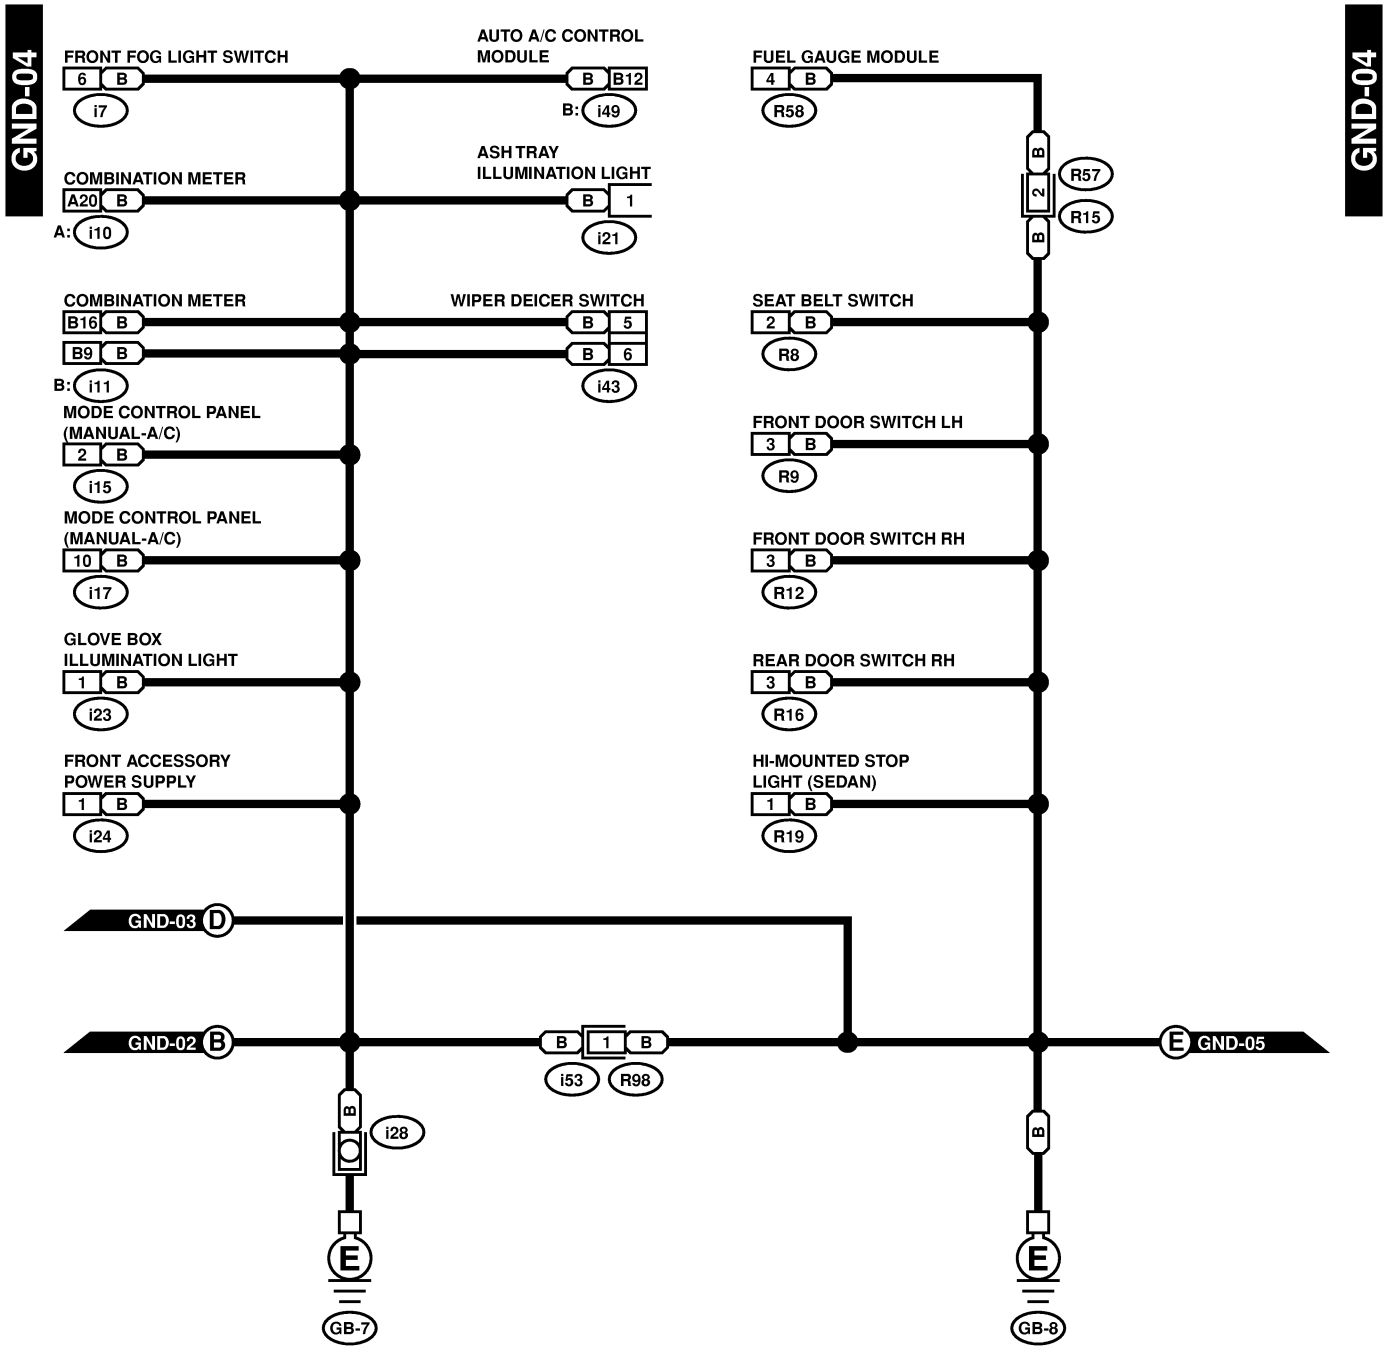 GND-04
GND-04
FRONT FOG LIGHT SWITCH
6 B
i7
AUTO A/C CONTROL
MODULE
B B12
B: i49
COMBINATION METER
A20 B
A: i10
ASH TRAY
ILLUMINATION LIGHT
B 1
i21
COMBINATION METER
B16 B
B9 B
B: i11
WIPER DEICER SWITCH
B 5
B 6
i43
MODE CONTROL PANEL
(MANUAL-A/C)
2 B
i15
MODE CONTROL PANEL
(MANUAL-A/C)
10 B
i17
GLOVE BOX
ILLUMINATION LIGHT
1 B
i23
FRONT ACCESSORY
POWER SUPPLY
1 B
i24
FUEL GAUGE MODULE
4 B
R58
B
2
B
R57
R15
SEAT BELT SWITCH
2 B
R8
FRONT DOOR SWITCH LH
3 B
R9
FRONT DOOR SWITCH RH
3 B
R12
REAR DOOR SWITCH RH
3 B
R16
HI-MOUNTED STOP
LIGHT (SEDAN)
1 B
R19
GND-03 D
GND-02 B
B 1 B
i53 R98
E GND-05
B
i28
E
GB-7
B
E
GB-8